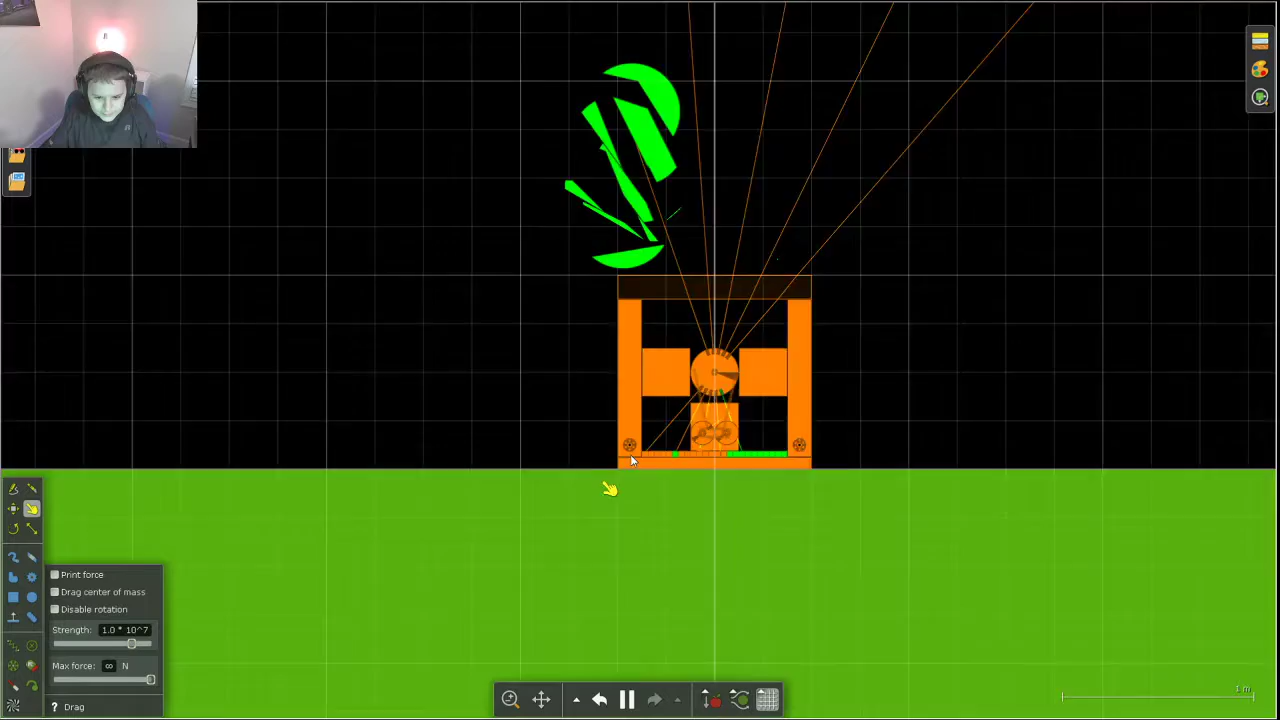 Print force
Drag center of mass
Disable rotation
Strength: 1.0 * 10^7
Max force: ∞ N
? Drag
1 m